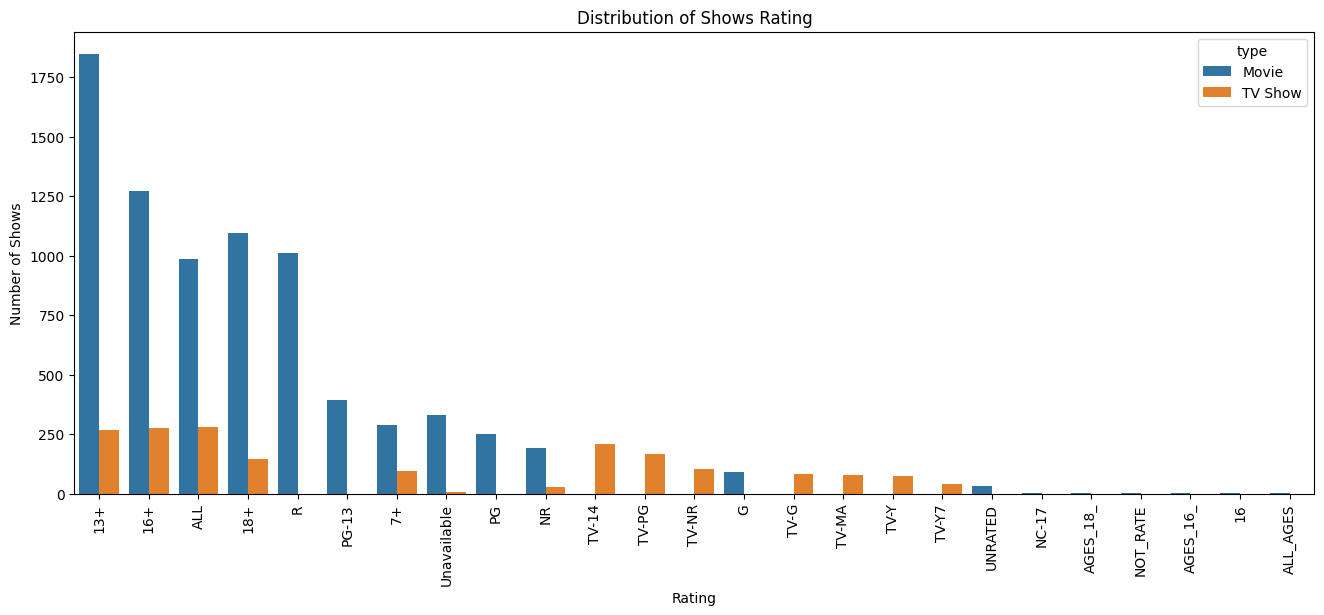 Distribution of Shows Rating
type
Movie
TV Show
Number of Shows
1750
1500
1250
1000
750
500
250
0
13+
16+
ALL
18+
R
PG-13
7+
Unavailable
PG
NR
TV-14
TV-PG
TV-NR
G
TV-G
TV-MA
TV-Y
TV-Y7
UNRATED
NC-17
AGES_18_
NOT_RATE
AGES_16_
16
ALL_AGES
Rating